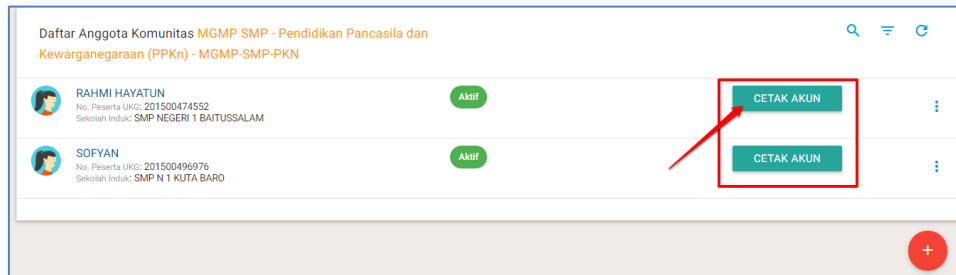 Daftar Anggota Komunitas MGMP SMP - Pendidikan Pancasila dan
Kewarganegaraan (PPKn) - MGMP-SMP-PKN
RAHMI HAYATUN
No. Peserta UKG: 201500474552
Sekolah Induk: SMP NEGERI 1 BAITUSSALAM
Aktif
CETAK AKUN
SOFYAN
No. Peserta UKG: 201500496976
Sekolah Induk: SMP N 1 KUTA BARO
Aktif
CETAK AKUN
+